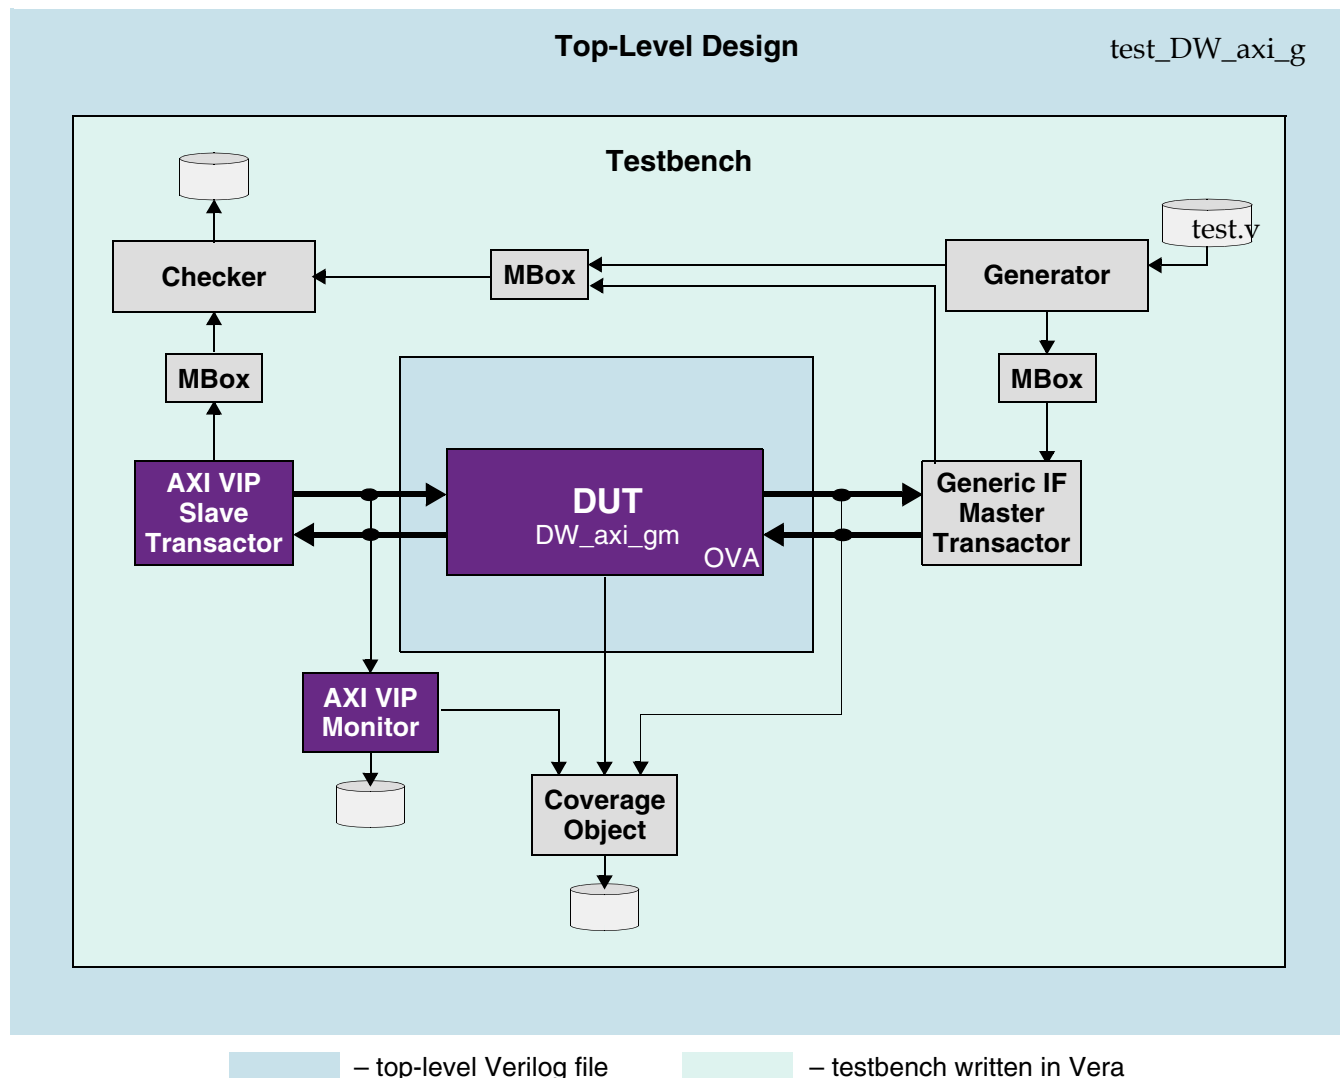 Top-Level Design
test_DW_axi_g
Testbench
test.v
Checker
MBox
Generator
MBox
MBox
AXI VIP
Slave
Transactor
DUT
DW_axi_gm
OVA
Generic IF
Master
Transactor
AXI VIP
Monitor
Coverage
Object
– top-level Verilog file
– testbench written in Vera